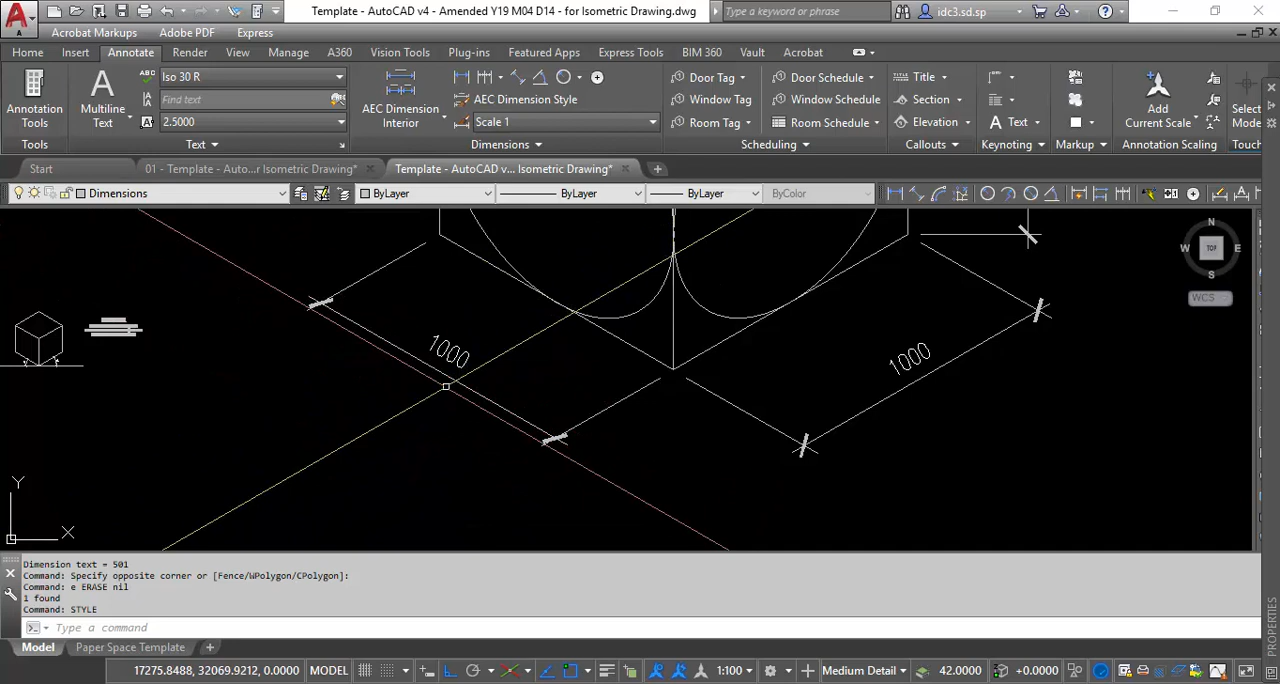 Template - AutoCAD v4 - Amended Y19 M04 D14 - for Isometric Drawing.dwg
Type a keyword or phrase
idc3.sd.sp
Acrobat Markups
Adobe PDF
Express
Home
Insert
Annotate
Render
View
Manage
A360
Vision Tools
Plug-ins
Featured Apps
Express Tools
BIM 360
Vault
Acrobat
Annotation Tools
Tools
Multiline Text
Iso 30 R
Find text
2.5000
Text
AEC Dimension Interior
AEC Dimension Style
Scale 1
Dimensions
Door Tag
Window Tag
Room Tag
Door Schedule
Window Schedule
Room Schedule
Scheduling
Title
Section
Elevation
Callouts
Text
Keynoting
Markup
Add Current Scale
Annotation Scaling
Select Mode
Touch
Start
01 - Template - Auto...r Isometric Drawing*
Template - AutoCAD v... Isometric Drawing*
Dimensions
ByLayer
ByLayer
ByLayer
ByColor
N
W
TOP
E
S
WCS
1000
1000
Y
X
Dimension text = 501
Command: Specify opposite corner or [Fence/WPolygon/CPolygon]:
Command: e ERASE nil
1 found
Command: STYLE
Type a command
Model
Paper Space Template
17275.8488, 32069.9212, 0.0000
MODEL
1:100
Medium Detail
42.0000
+0.0000
PROPERTIES